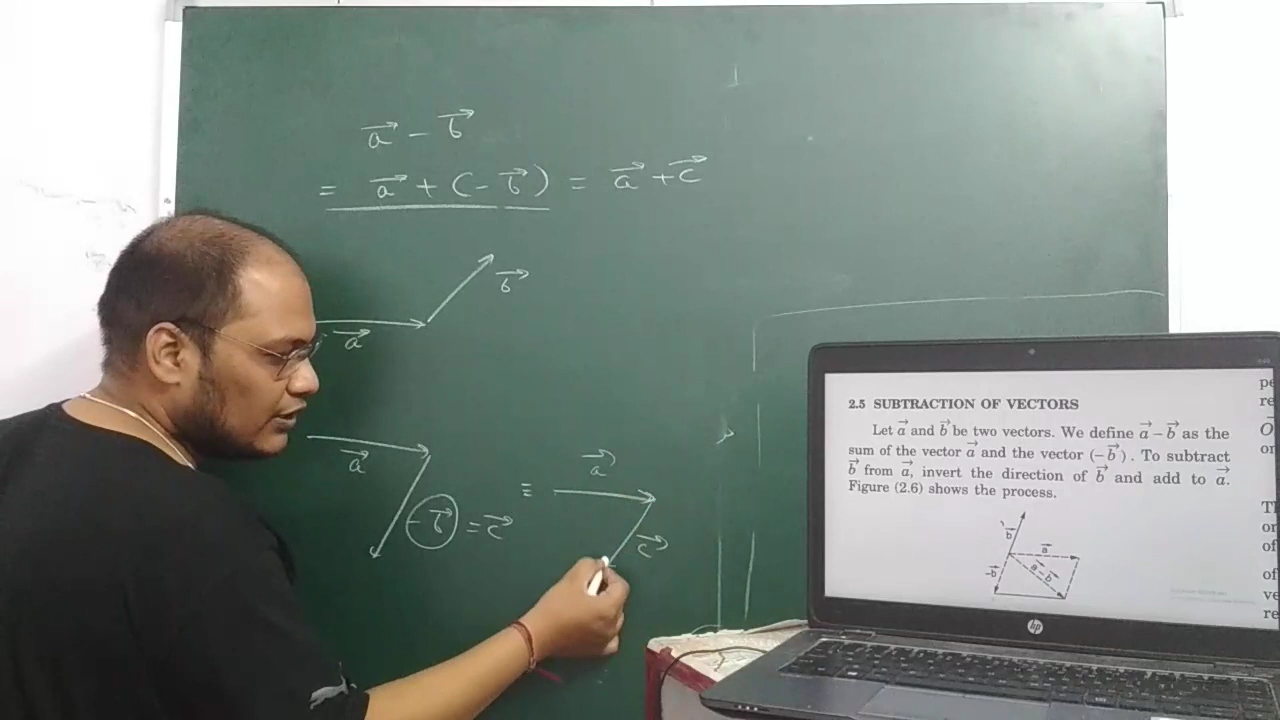 a⃗ − b⃗
= a⃗ + (− b⃗) = a⃗ + c⃗
b⃗
a⃗
a⃗
− b⃗ = c⃗
≡
a⃗
c⃗
2.5 SUBTRACTION OF VECTORS
Let a⃗ and b⃗ be two vectors. We define a⃗ − b⃗ as the
sum of the vector a⃗ and the vector (−b⃗). To subtract
b⃗ from a⃗, invert the direction of b⃗ and add to a⃗.
Figure (2.6) shows the process.
b⃗
a⃗
−b⃗
a⃗ − b⃗
hp